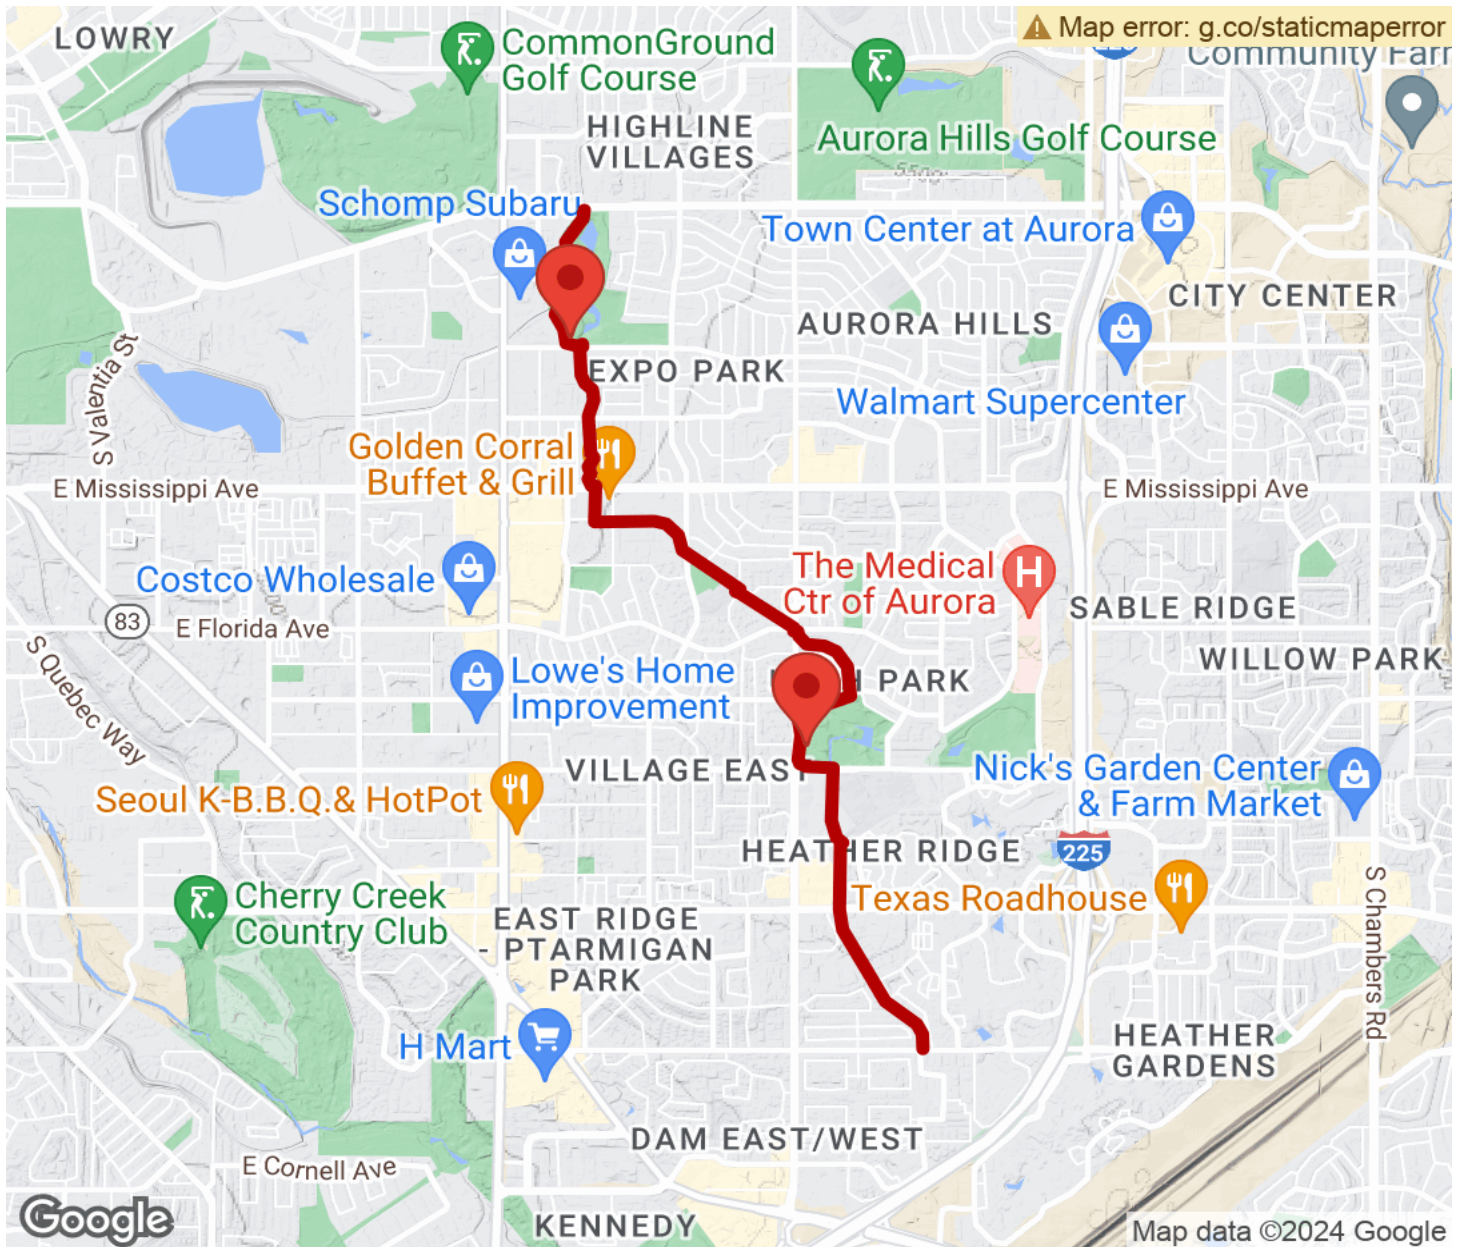 LOWRY
CommonGround
Golf Course
Map error: g.co/staticmaperror
HIGHLINE
VILLAGES
Aurora Hills Golf Course
Schomp Subaru
Town Center at Aurora
CITY CENTER
AURORA HILLS
S Valentia St
EXPO PARK
Walmart Supercenter
Golden Corral
Buffet & Grill
E Mississippi Ave
E Mississippi Ave
Costco Wholesale
The Medical
Ctr of Aurora
H
SABLE RIDGE
83
E Florida Ave
WILLOW PARK
S Quebec Way
Lowe's Home
Improvement
PARK
VILLAGE EAST
Nick's Garden Center
& Farm Market
Seoul K-B.B.Q.& HotPot
HEATHER RIDGE
225
Texas Roadhouse
S Chambers Rd
Cherry Creek
Country Club
EAST RIDGE
- PTARMIGAN
PARK
H Mart
HEATHER
GARDENS
DAM EAST/WEST
E Cornell Ave
Google
KENNEDY
Map data ©2024 Google